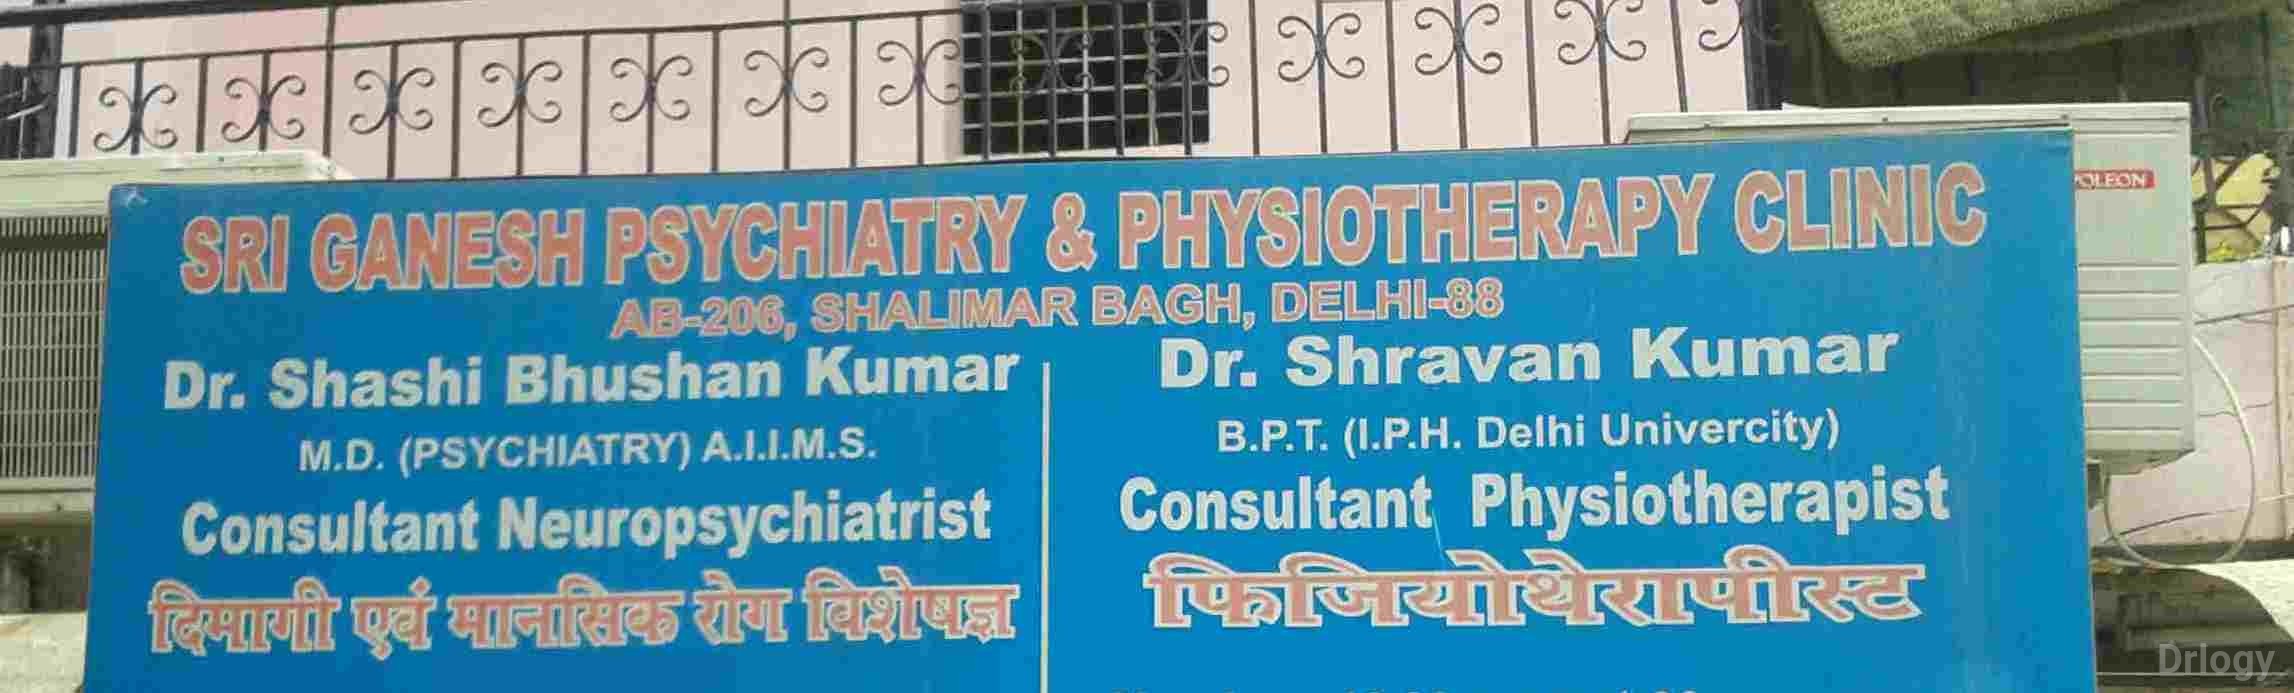 SRI GANESH PSYCHIATRY & PHYSIOTHERAPY CLINIC
AB-206, SHALIMAR BAGH, DELHI-88
Dr. Shashi Bhushan Kumar
M.D. (PSYCHIATRY) A.I.I.M.S.
Consultant Neuropsychiatrist
दिमागी एवं मानसिक रोग विशेषज्ञ
Dr. Shravan Kumar
B.P.T. (I.P.H. Delhi Univercity)
Consultant Physiotherapist
फिजियोथेरापीस्ट
POLEON
Drlogy